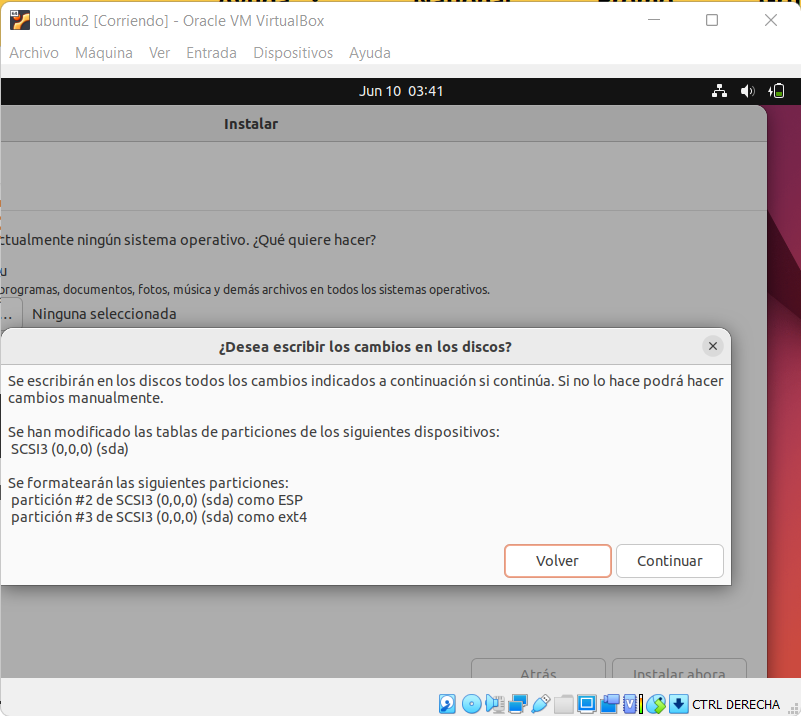 ubuntu2 [Corriendo] - Oracle VM VirtualBox
Archivo Máquina Ver Entrada Dispositivos Ayuda
Jun 10 03:41
Instalar
ctualmente ningún sistema operativo. ¿Qué quiere hacer?
u
programas, documentos, fotos, música y demás archivos en todos los sistemas operativos.
... Ninguna seleccionada
¿Desea escribir los cambios en los discos?
Se escribirán en los discos todos los cambios indicados a continuación si continúa. Si no lo hace podrá hacer
cambios manualmente.
Se han modificado las tablas de particiones de los siguientes dispositivos:
SCSI3 (0,0,0) (sda)
Se formatearán las siguientes particiones:
partición #2 de SCSI3 (0,0,0) (sda) como ESP
partición #3 de SCSI3 (0,0,0) (sda) como ext4
Volver Continuar
Atrás Instalar ahora
CTRL DERECHA